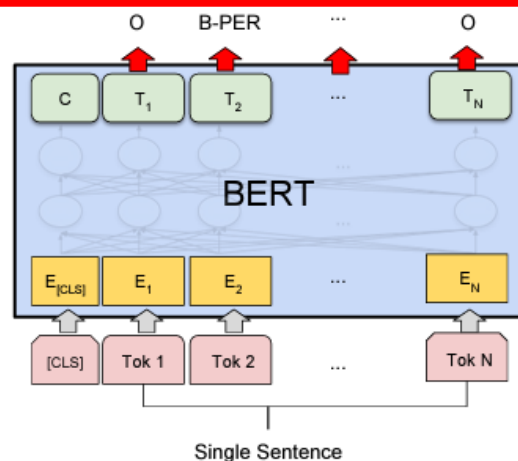 O B-PER ... O
C T1 T2 ... TN
...
BERT
...
E[CLS] E1 E2 ... EN
[CLS] Tok 1 Tok 2 ... Tok N
Single Sentence